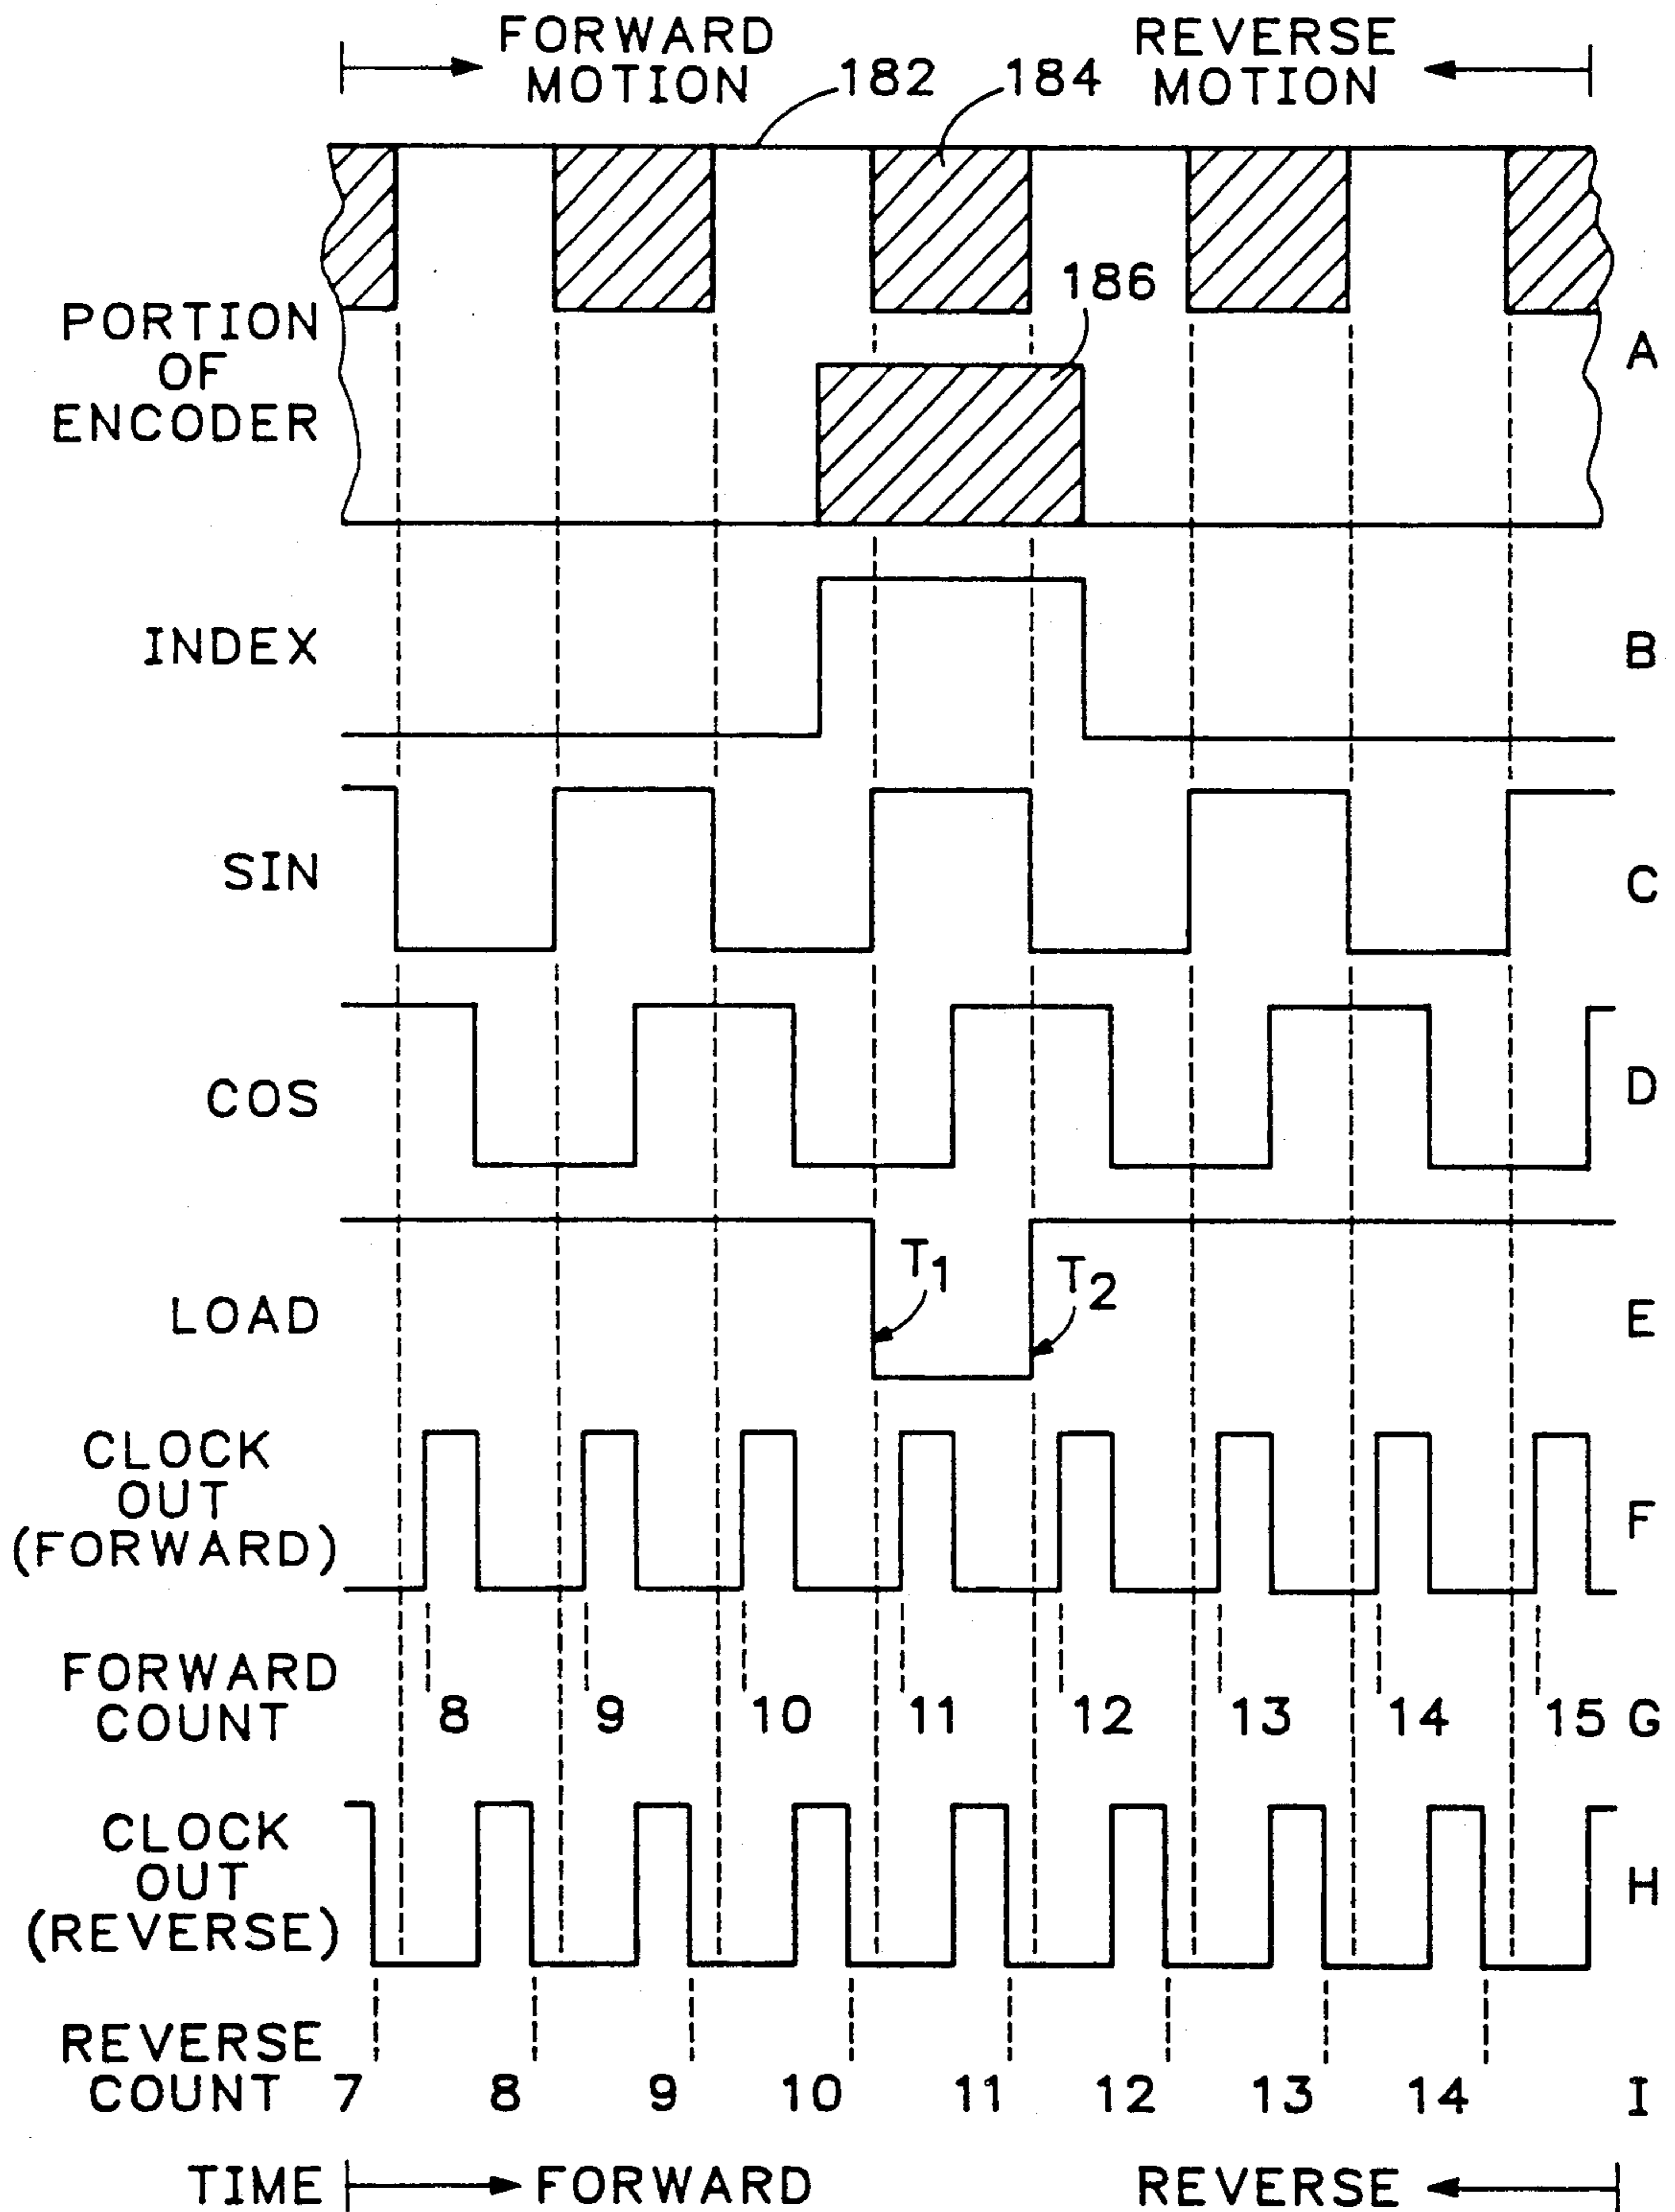 FORWARD
MOTION
REVERSE
MOTION
182
184
186
PORTION
OF
ENCODER
A
INDEX
B
SIN
C
COS
D
LOAD
T1
T2
E
CLOCK
OUT
(FORWARD)
F
FORWARD
COUNT
8 9 10 11 12 13 14 15
G
CLOCK
OUT
(REVERSE)
H
REVERSE
COUNT
7 8 9 10 11 12 13 14
I
TIME FORWARD REVERSE